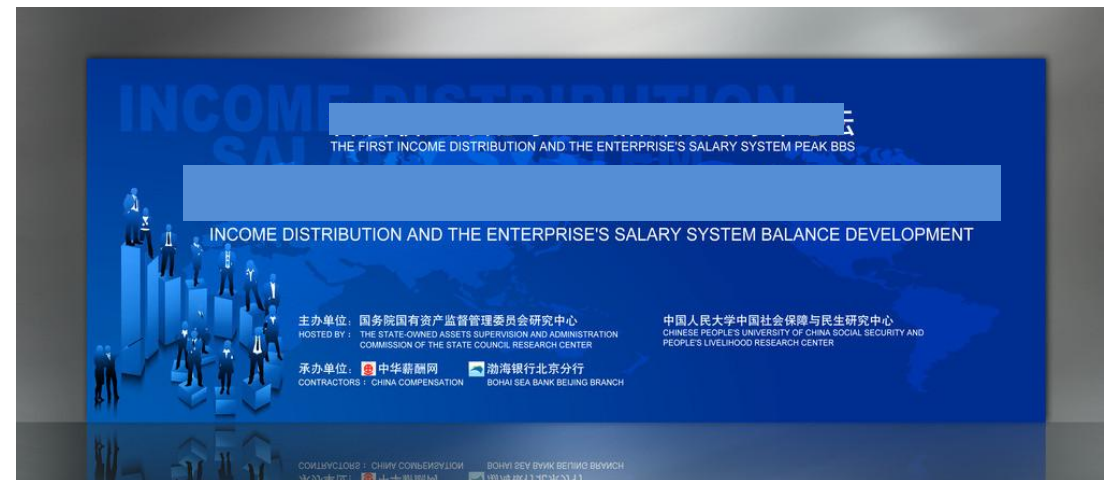 INCOME DISTRIBUTION
坛
THE FIRST INCOME DISTRIBUTION AND THE ENTERPRISE'S SALARY SYSTEM PEAK BBS
INCOME DISTRIBUTION AND THE ENTERPRISE'S SALARY SYSTEM BALANCE DEVELOPMENT
主办单位：国务院国有资产监督管理委员会研究中心
HOSTED BY： THE STATE-OWNED ASSETS SUPERVISION AND ADMINISTRATION
COMMISSION OF THE STATE COUNCIL RESEARCH CENTER
中国人民大学中国社会保障与民生研究中心
CHINESE PEOPLE'S UNIVERSITY OF CHINA SOCIAL SECURITY AND
PEOPLE'S LIVELIHOOD RESEARCH CENTER
承办单位：中华薪酬网 渤海银行北京分行
CONTRACTORS： CHINA COMPENSATION BOHAI SEA BANK BEIJING BRANCH